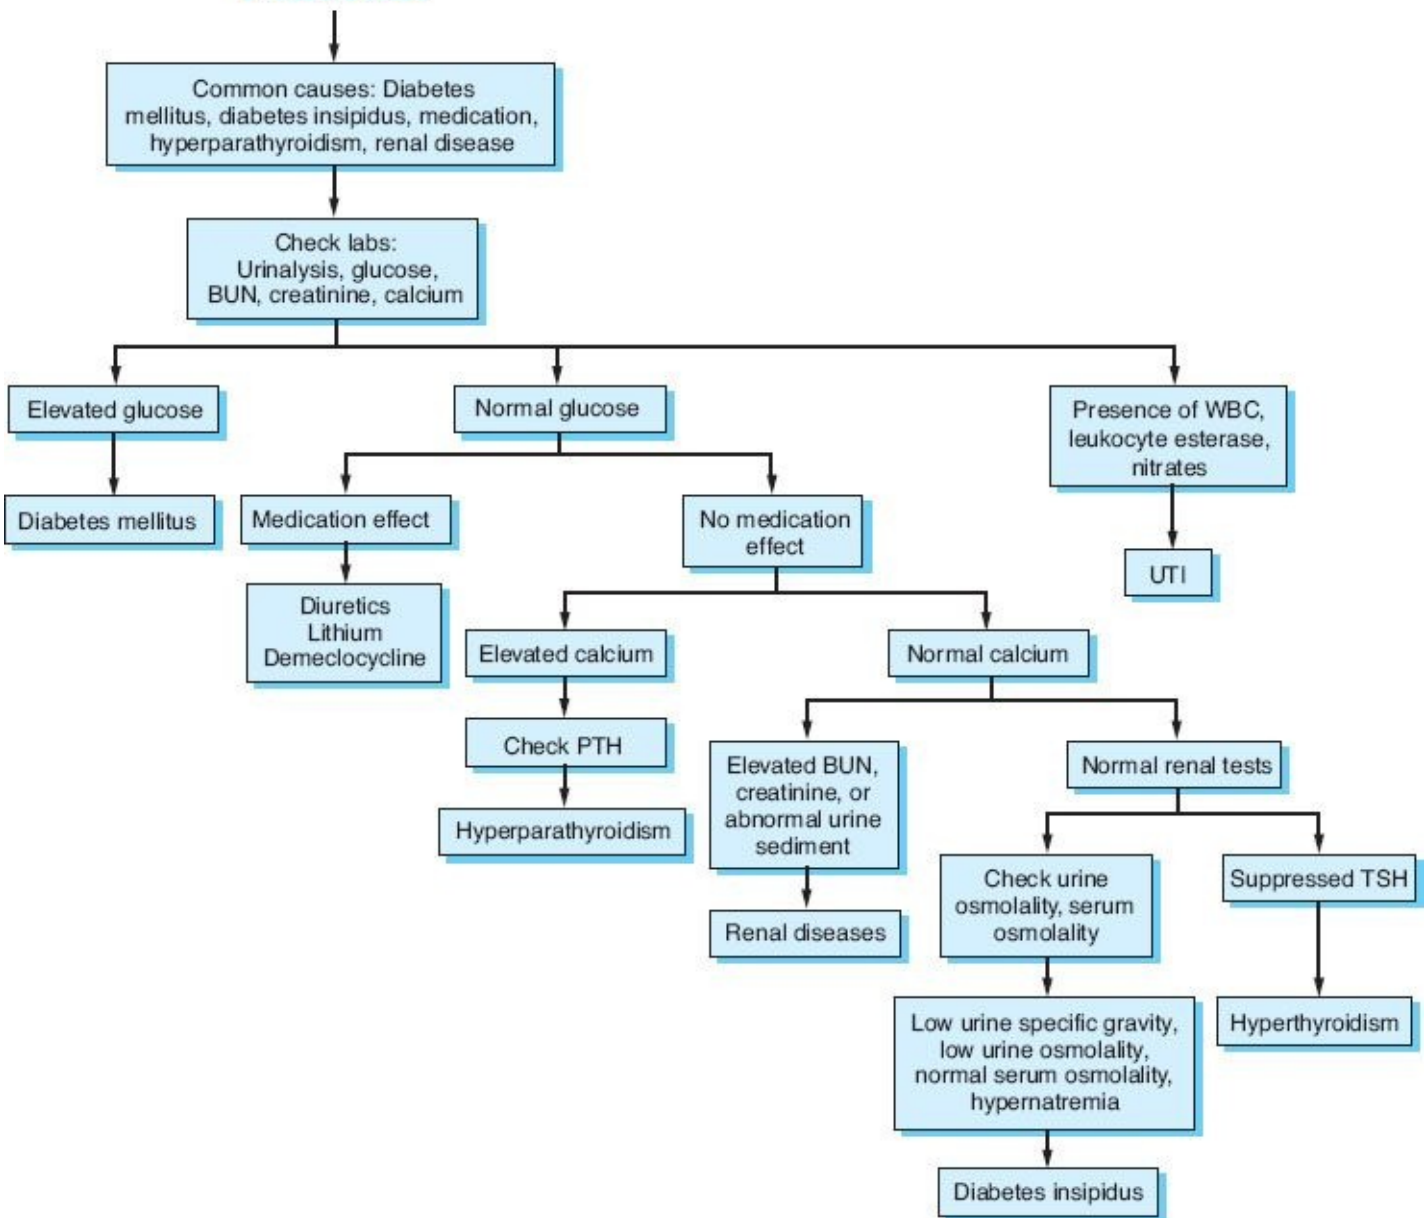 Common causes: Diabetes
mellitus, diabetes insipidus, medication,
hyperparathyroidism, renal disease
Check labs:
Urinalysis, glucose,
BUN, creatinine, calcium
Elevated glucose
Normal glucose
Presence of WBC,
leukocyte esterase,
nitrates
Diabetes mellitus
Medication effect
No medication
effect
UTI
Diuretics
Lithium
Demeclocycline
Elevated calcium
Normal calcium
Check PTH
Elevated BUN,
creatinine, or
abnormal urine
sediment
Normal renal tests
Hyperparathyroidism
Check urine
osmolality, serum
osmolality
Suppressed TSH
Renal diseases
Low urine specific gravity,
low urine osmolality,
normal serum osmolality,
hypernatremia
Hyperthyroidism
Diabetes insipidus